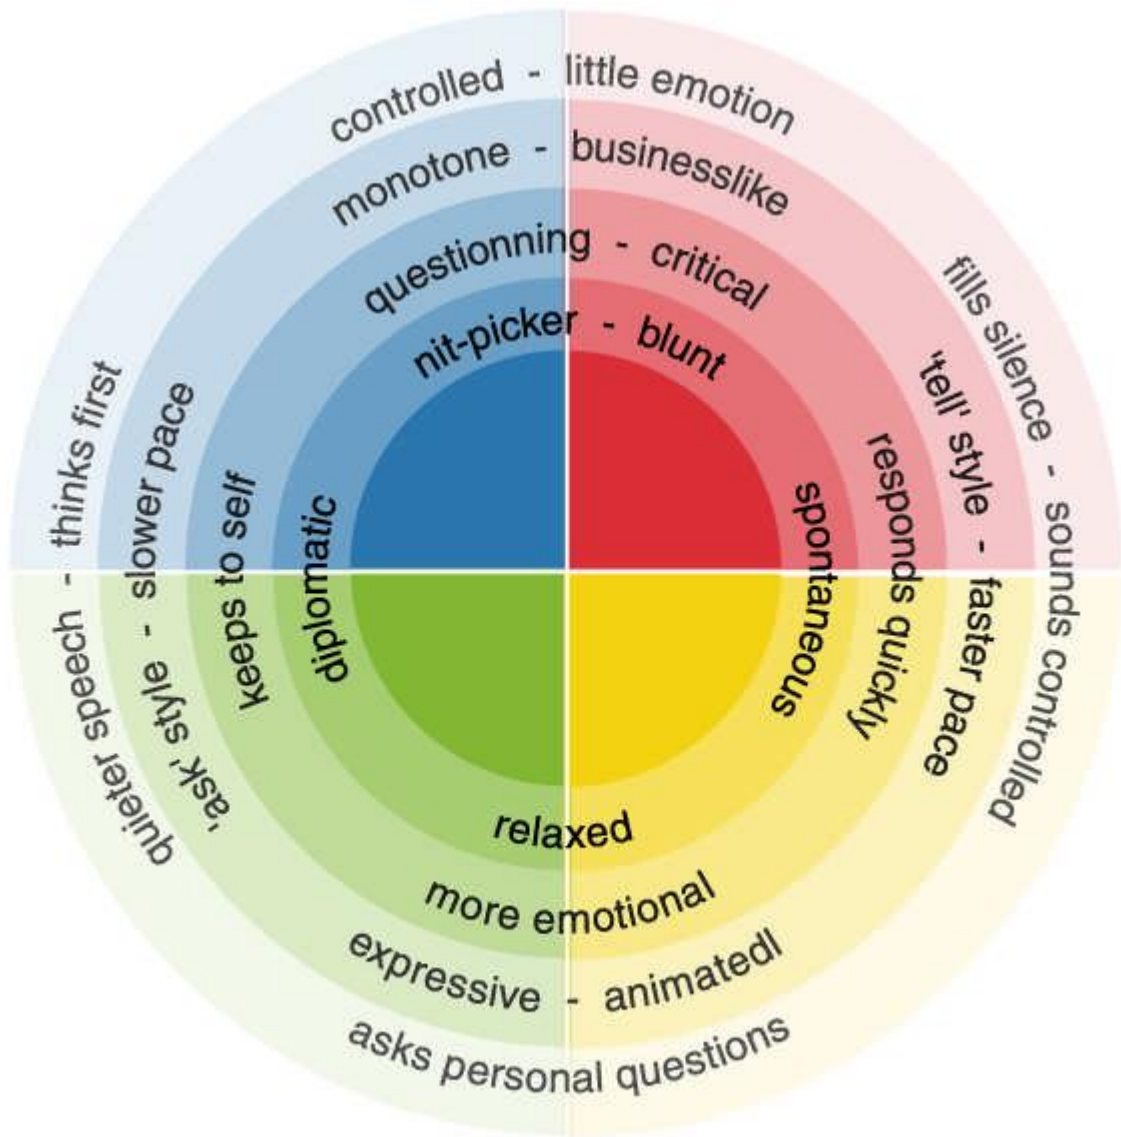 controlled - little emotion
monotone - businesslike
questionning - critical
nit-picker - blunt
fills silence - sounds controlled
'tell' style - faster pace
responds quickly
spontaneous
quieter speech - thinks first
'ask' style - slower pace
keeps to self
diplomatic
relaxed
more emotional
expressive - animatedl
asks personal questions